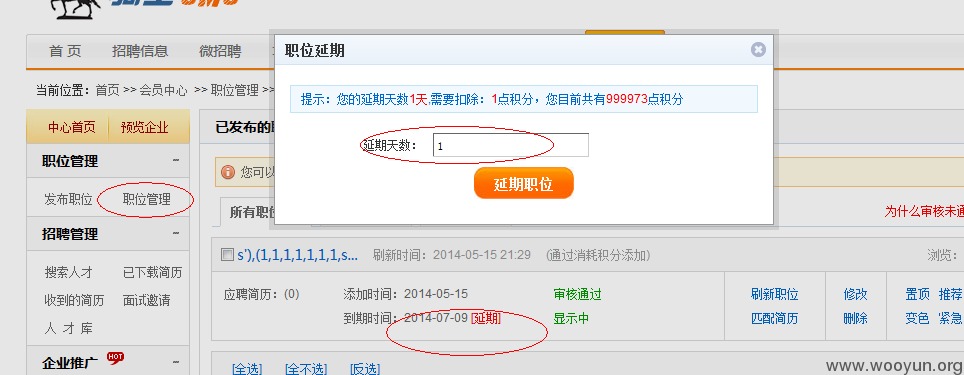 首 页 招聘信息 微招聘
当前位置：首页 >> 会员中心 >> 职位管理 >>
中心首页 预览企业
职位管理
发布职位 职位管理
招聘管理
搜索人才 已下载简历
收到的简历 面试邀请
人 才 库
企业推广 HOT
职位延期
提示：您的延期天数1天,需要扣除：1点积分，您目前共有999973点积分
延期天数： 1
延期职位
已发布的
您可以
所有职
为什么审核未通
s'),(1,1,1,1,1,1,1,s... 刷新时间：2014-05-15 21:29 (通过消耗积分添加) 浏览：
应聘简历：(0) 添加时间：2014-05-15 审核通过 刷新职位 修改 置顶 推荐
到期时间：2014-07-09 [延期] 显示中 匹配简历 删除 变色 紧急
[全选] [全不选] [反选]
www.wooyun.org